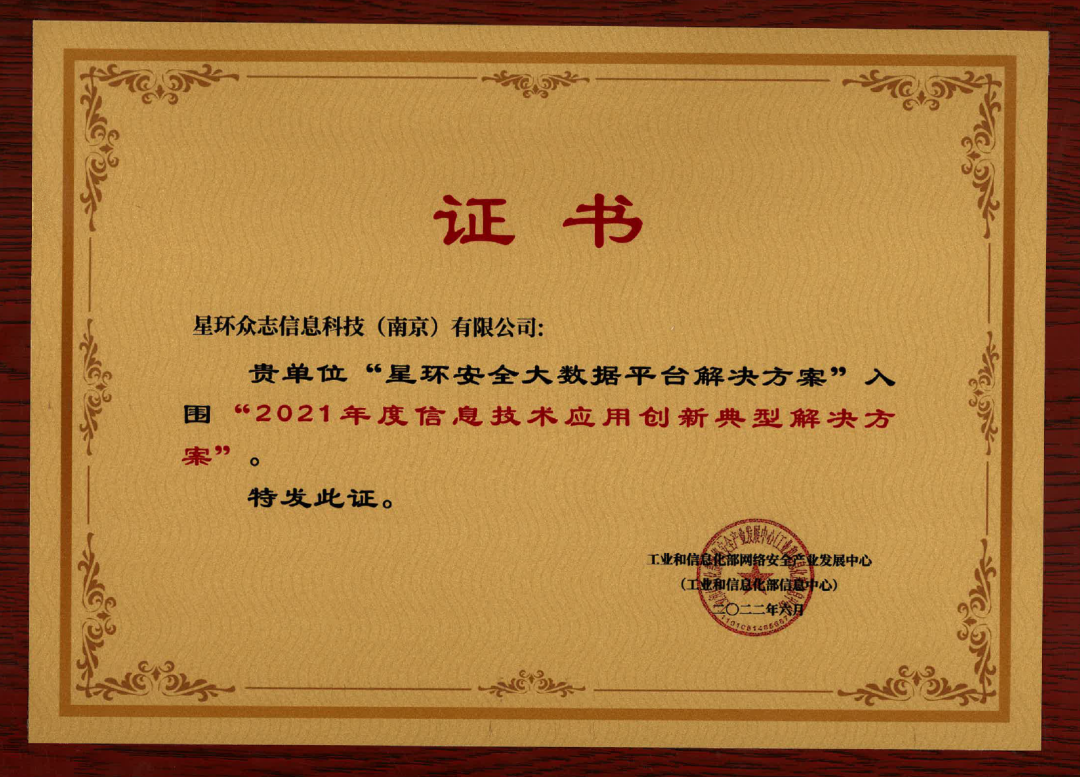 证书
星环众志信息科技（南京）有限公司:
贵单位“星环安全大数据平台解决方案”入
围“2021年度信息技术应用创新典型解决方
案”。
特发此证。
工业和信息化部网络安全产业发展中心
（工业和信息化部信息中心）
二〇二二年六月